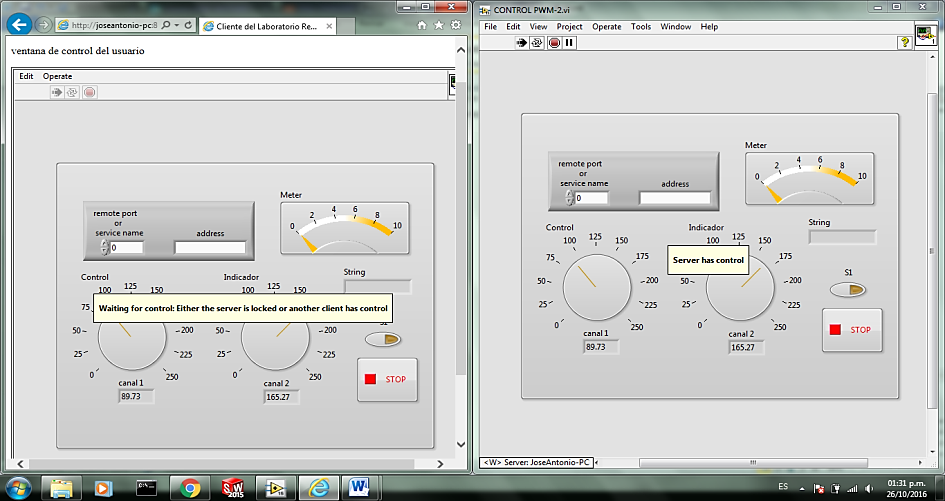 http://joseantonio-pc:8
Cliente del Laboratorio Re...
ventana de control del usuario
Edit Operate
remote port
or
service name
address
0
Meter
0 2 4 6 8 10
Control
Indicador
String
75 100 125 150
100 125 150
Waiting for control: Either the server is locked or another client has control
50 200
50 200
25 225
25 225
0 250
0 250
canal 1
89.73
canal 2
165.27
STOP
CONTROL PWM-2.vi
File Edit View Project Operate Tools Window Help
remote port
or
service name
address
0
Meter
0 2 4 6 8 10
Control
Indicador
String
0 25 50 75 100 125 150 175 200 225 250
Server has control
0 25 50 100 125 150 175 200 225 250
S1
canal 1
89.73
canal 2
165.27
STOP
<W> Server: JoseAntonio-PC
SW
2015
ES
01:31 p.m.
26/10/2016